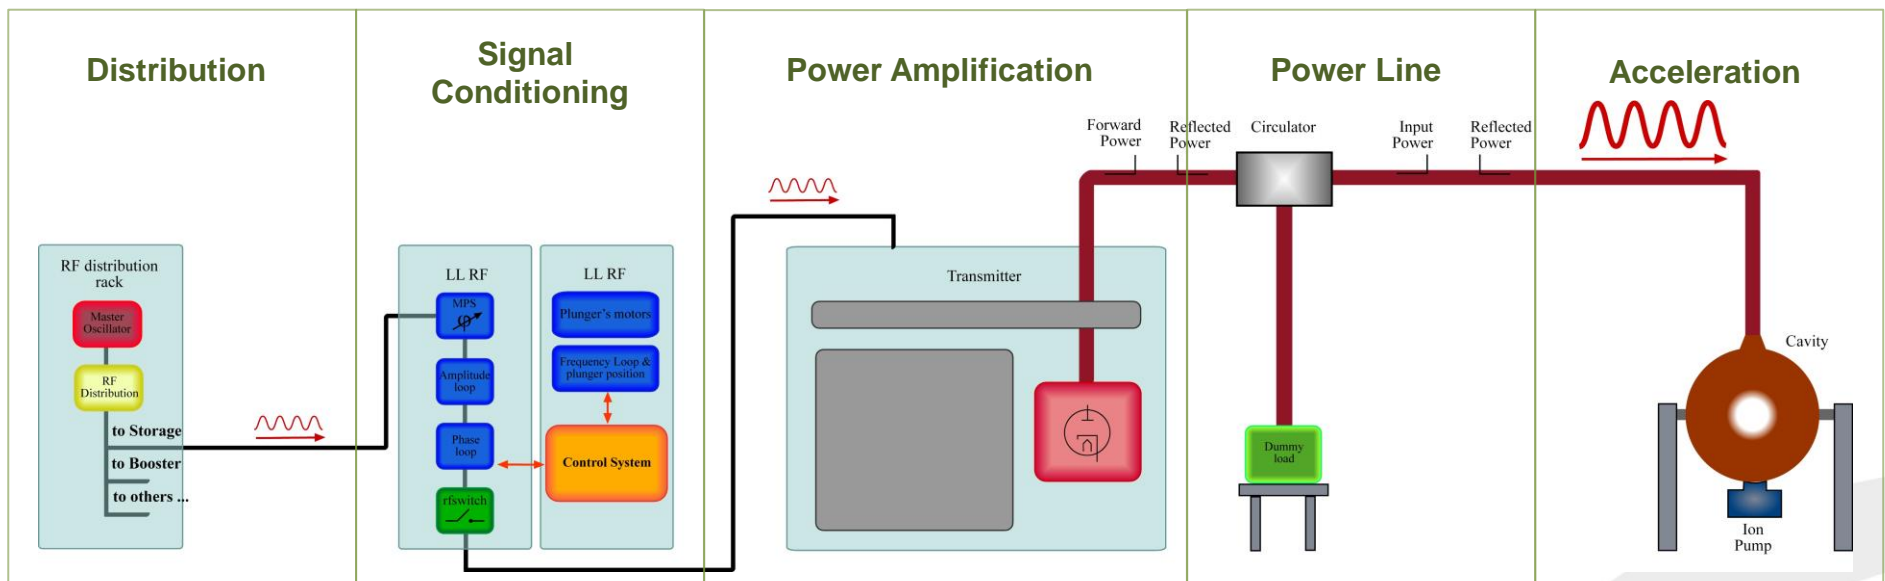 Distribution
Signal
Conditioning
Power Amplification
Power Line
Acceleration
RF distribution
rack
Master
Oscillator
RF
Distribution
to Storage
to Booster
to others ...
LL RF
MPS
φ
Amplitude
loop
Phase
loop
rfswitch
LL RF
Plunger's motors
Frequency Loop &
plunger position
Control System
Transmitter
Forward
Power
Reflected
Power
Circulator
Dummy
load
Input
Power
Reflected
Power
Cavity
Ion
Pump